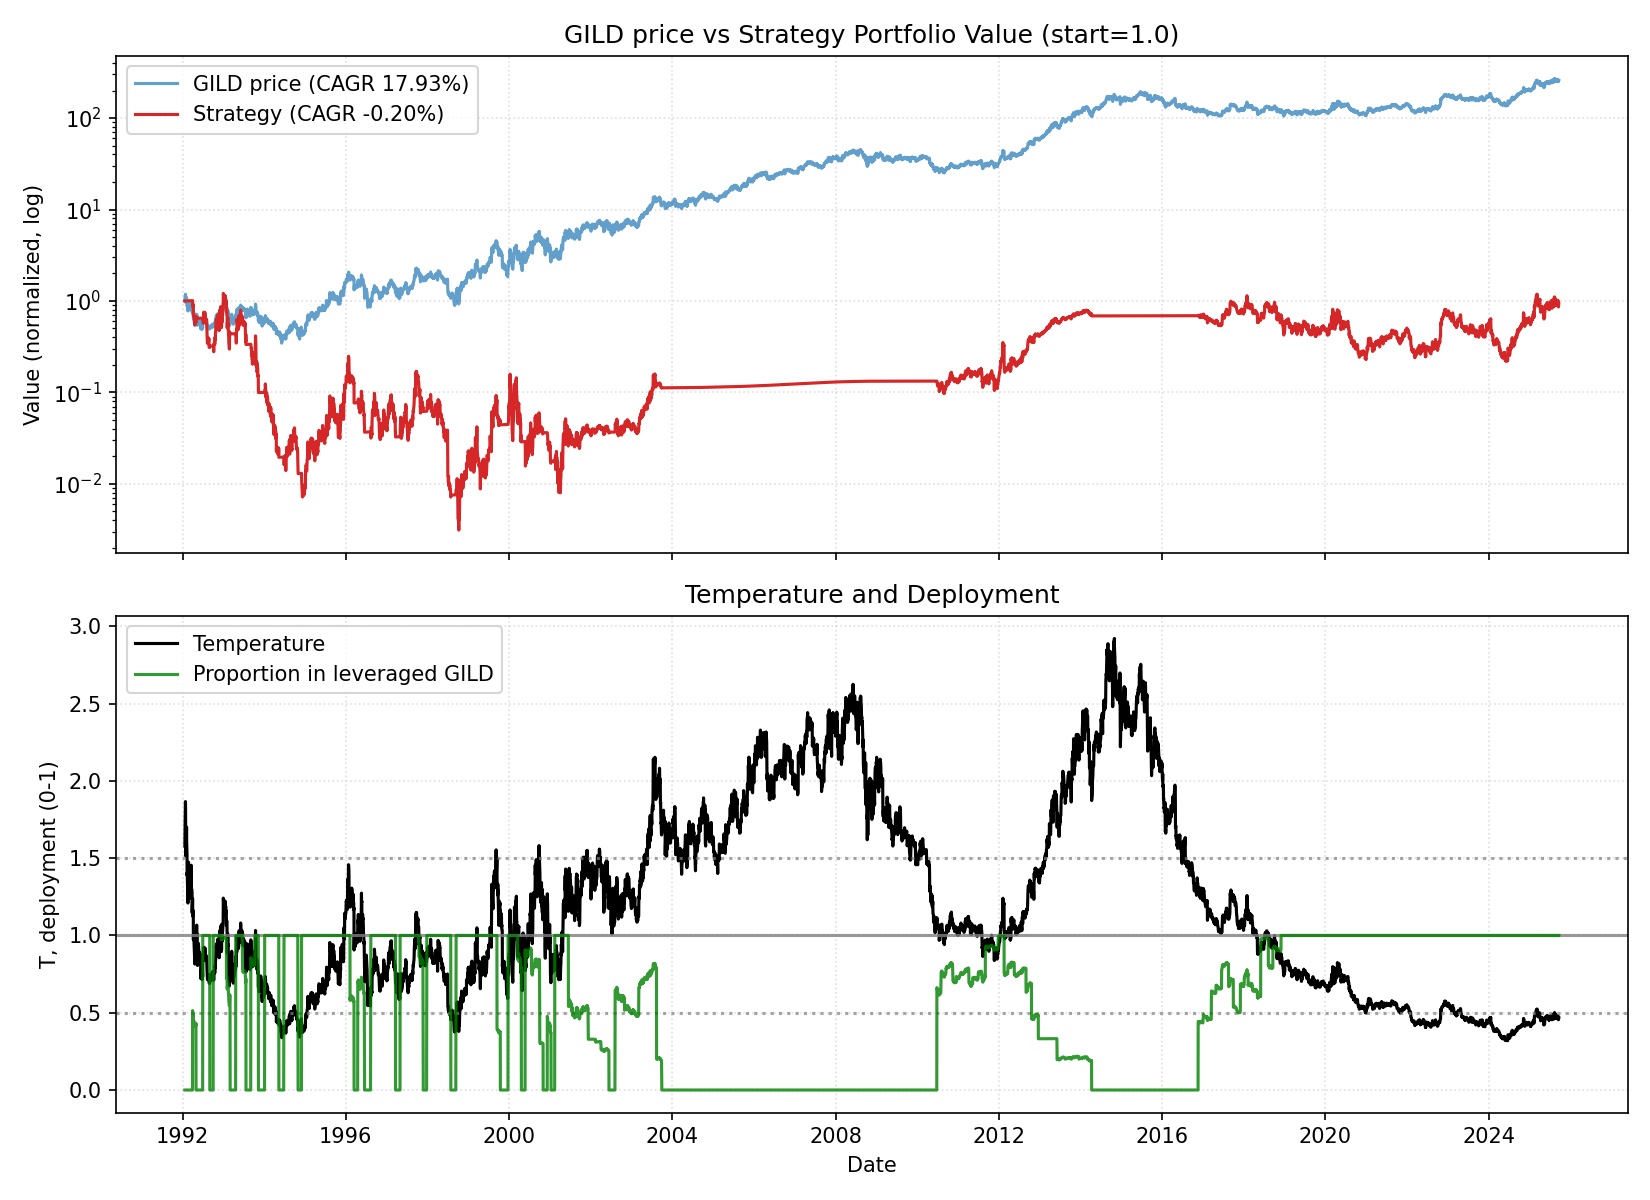 GILD price vs Strategy Portfolio Value (start=1.0)
GILD price (CAGR 17.93%)
Strategy (CAGR -0.20%)
Value (normalized, log)
10²
10¹
10⁰
10⁻¹
10⁻²
Temperature and Deployment
Temperature
Proportion in leveraged GILD
T, deployment (0-1)
3.0
2.5
2.0
1.5
1.0
0.5
0.0
1992 1996 2000 2004 2008 2012 2016 2020 2024
Date